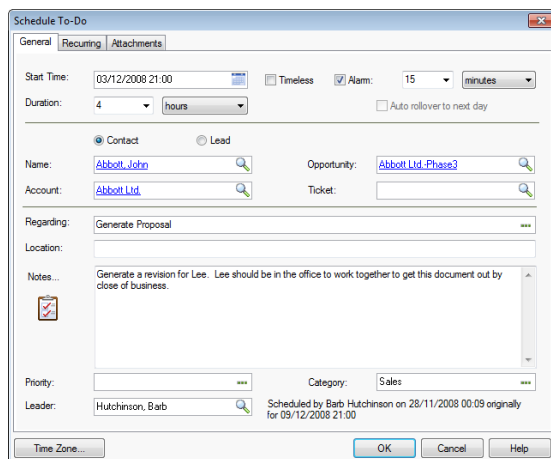 Schedule To-Do
General Recurring Attachments
Start Time: 03/12/2008 21:00 Timeless Alarm: 15 minutes
Duration: 4 hours Auto rollover to next day
Contact Lead
Name: Abbott, John Opportunity: Abbott Ltd.-Phase3
Account: Abbott Ltd. Ticket:
Regarding: Generate Proposal
Location:
Notes... Generate a revision for Lee. Lee should be in the office to work together to get this document out by
close of business.
Priority: Category: Sales
Leader: Hutchinson, Barb Scheduled by Barb Hutchinson on 28/11/2008 00:09 originally
for 09/12/2008 21:00
Time Zone... OK Cancel Help